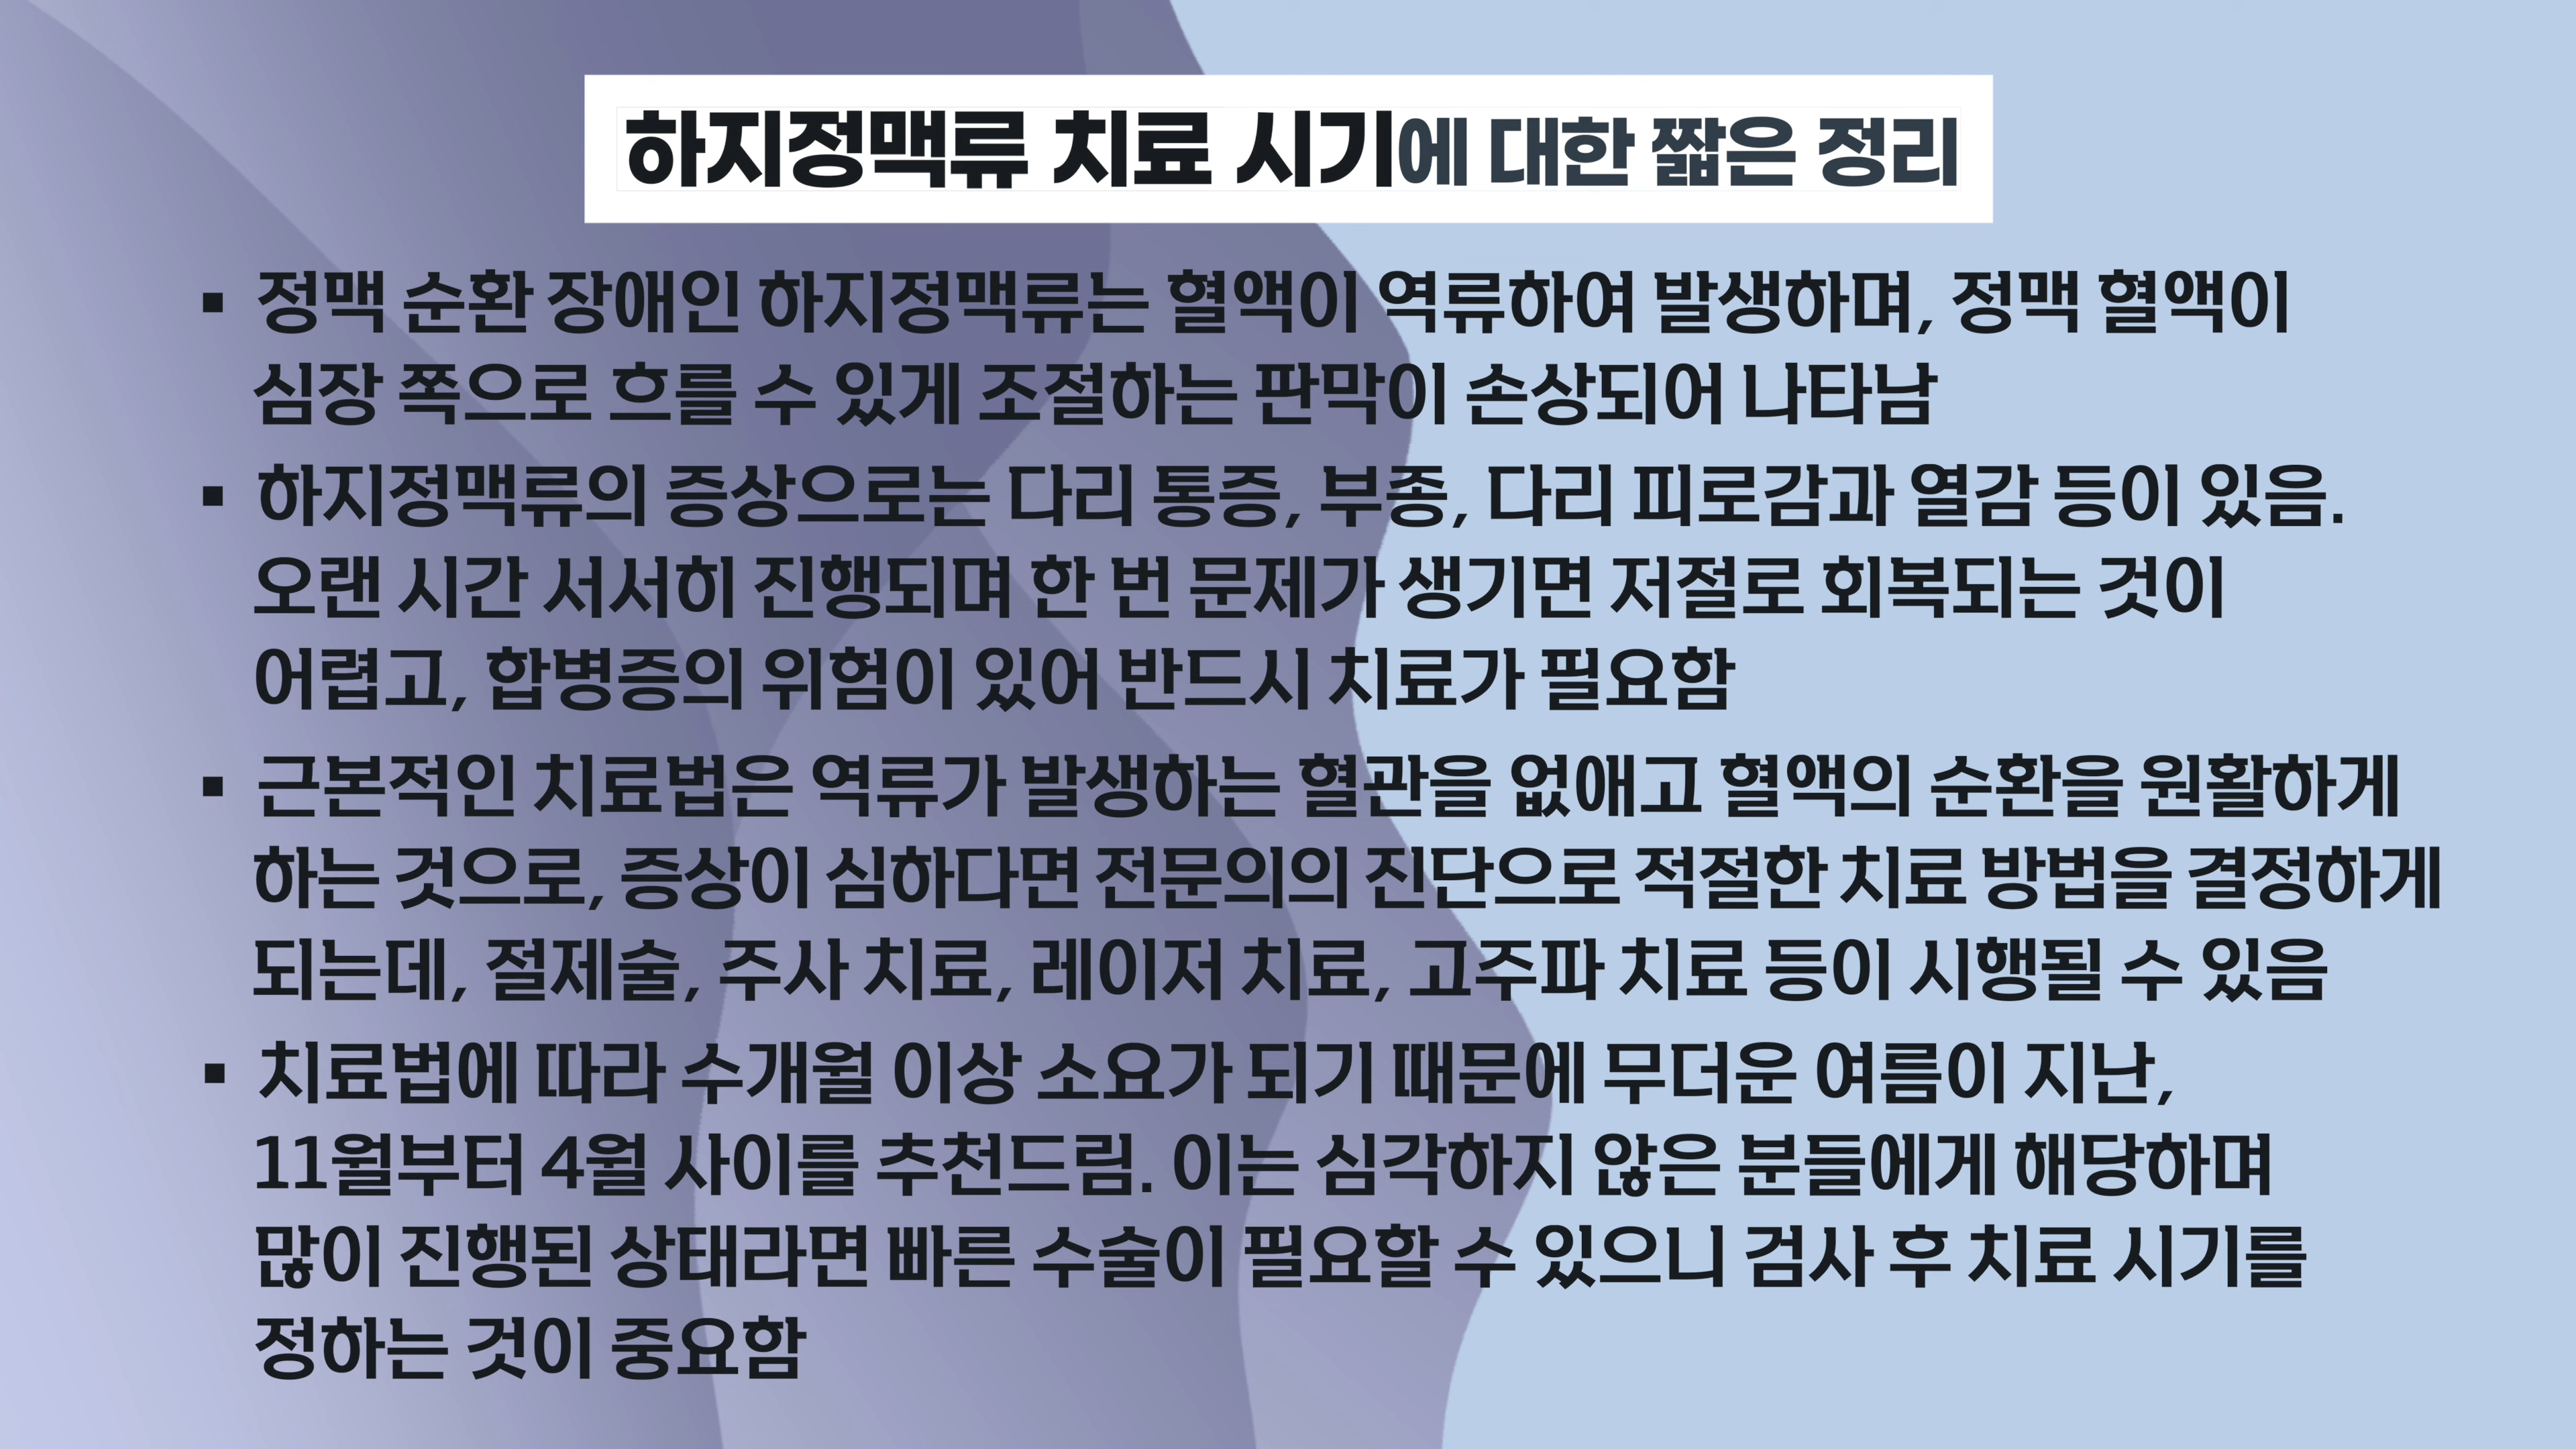 하지정맥류 치료 시기에 대한 짧은 정리
▪ 정맥 순환 장애인 하지정맥류는 혈액이 역류하여 발생하며, 정맥 혈액이
심장 쪽으로 흐를 수 있게 조절하는 판막이 손상되어 나타남
▪ 하지정맥류의 증상으로는 다리 통증, 부종, 다리 피로감과 열감 등이 있음.
오랜 시간 서서히 진행되며 한 번 문제가 생기면 저절로 회복되는 것이
어렵고, 합병증의 위험이 있어 반드시 치료가 필요함
▪ 근본적인 치료법은 역류가 발생하는 혈관을 없애고 혈액의 순환을 원활하게
하는 것으로, 증상이 심하다면 전문의의 진단으로 적절한 치료 방법을 결정하게
되는데, 절제술, 주사 치료, 레이저 치료, 고주파 치료 등이 시행될 수 있음
▪ 치료법에 따라 수개월 이상 소요가 되기 때문에 무더운 여름이 지난,
11월부터 4월 사이를 추천드림. 이는 심각하지 않은 분들에게 해당하며
많이 진행된 상태라면 빠른 수술이 필요할 수 있으니 검사 후 치료 시기를
정하는 것이 중요함